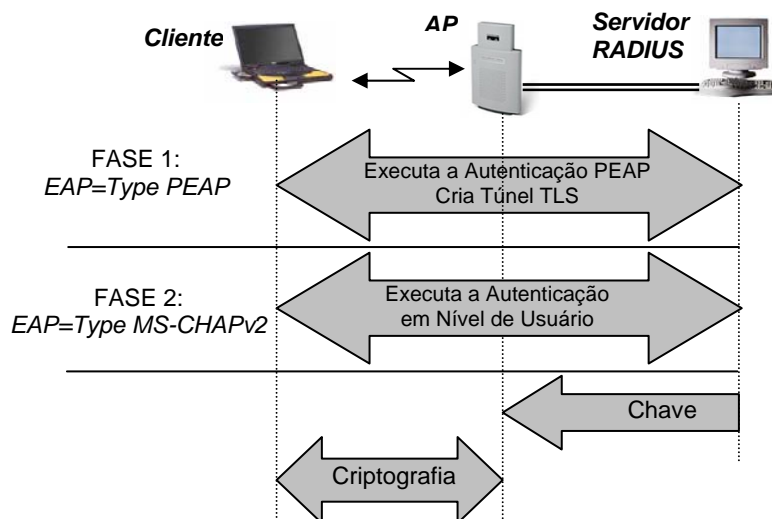 Cliente
AP
Servidor
RADIUS
FASE 1:
EAP=Type PEAP
Executa a Autenticação PEAP
Cria Túnel TLS
FASE 2:
EAP=Type MS-CHAPv2
Executa a Autenticação
em Nível de Usuário
Chave
Criptografia